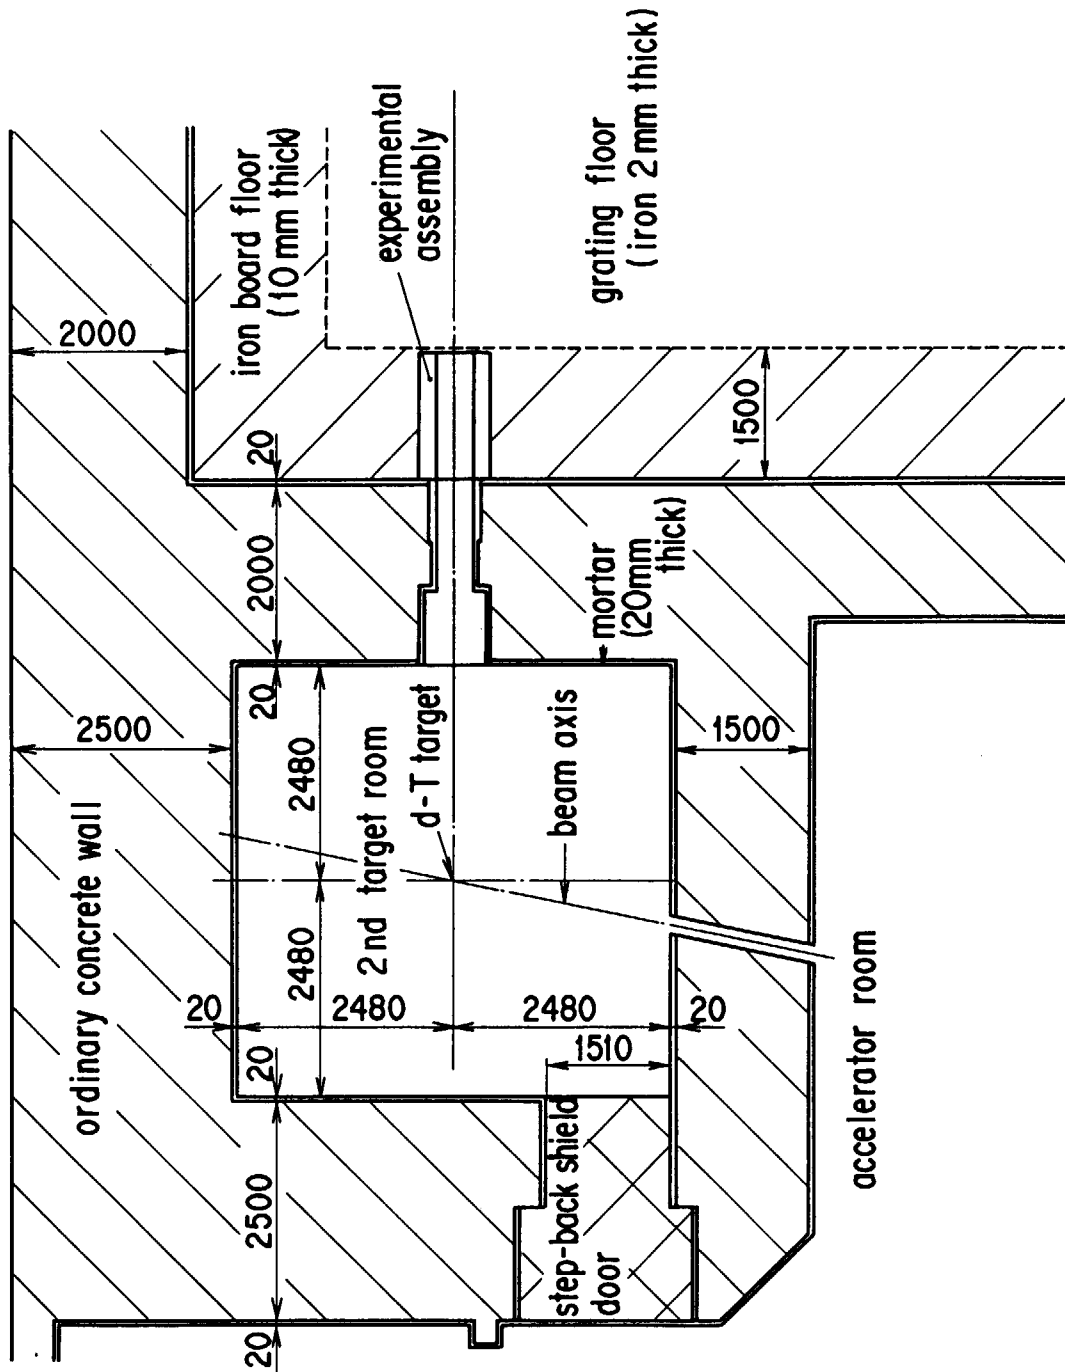 ordinary concrete wall
2000
2500
iron board floor
(10 mm thick)
experimental
assembly
grating floor
(iron 2 mm thick)
20
2000
20
2480
2480
2nd target room
d-T target
beam axis
mortar
(20mm
thick)
1500
1500
20
2480
2480
20
1510
20
2500
20
step-back shield
door
accelerator room